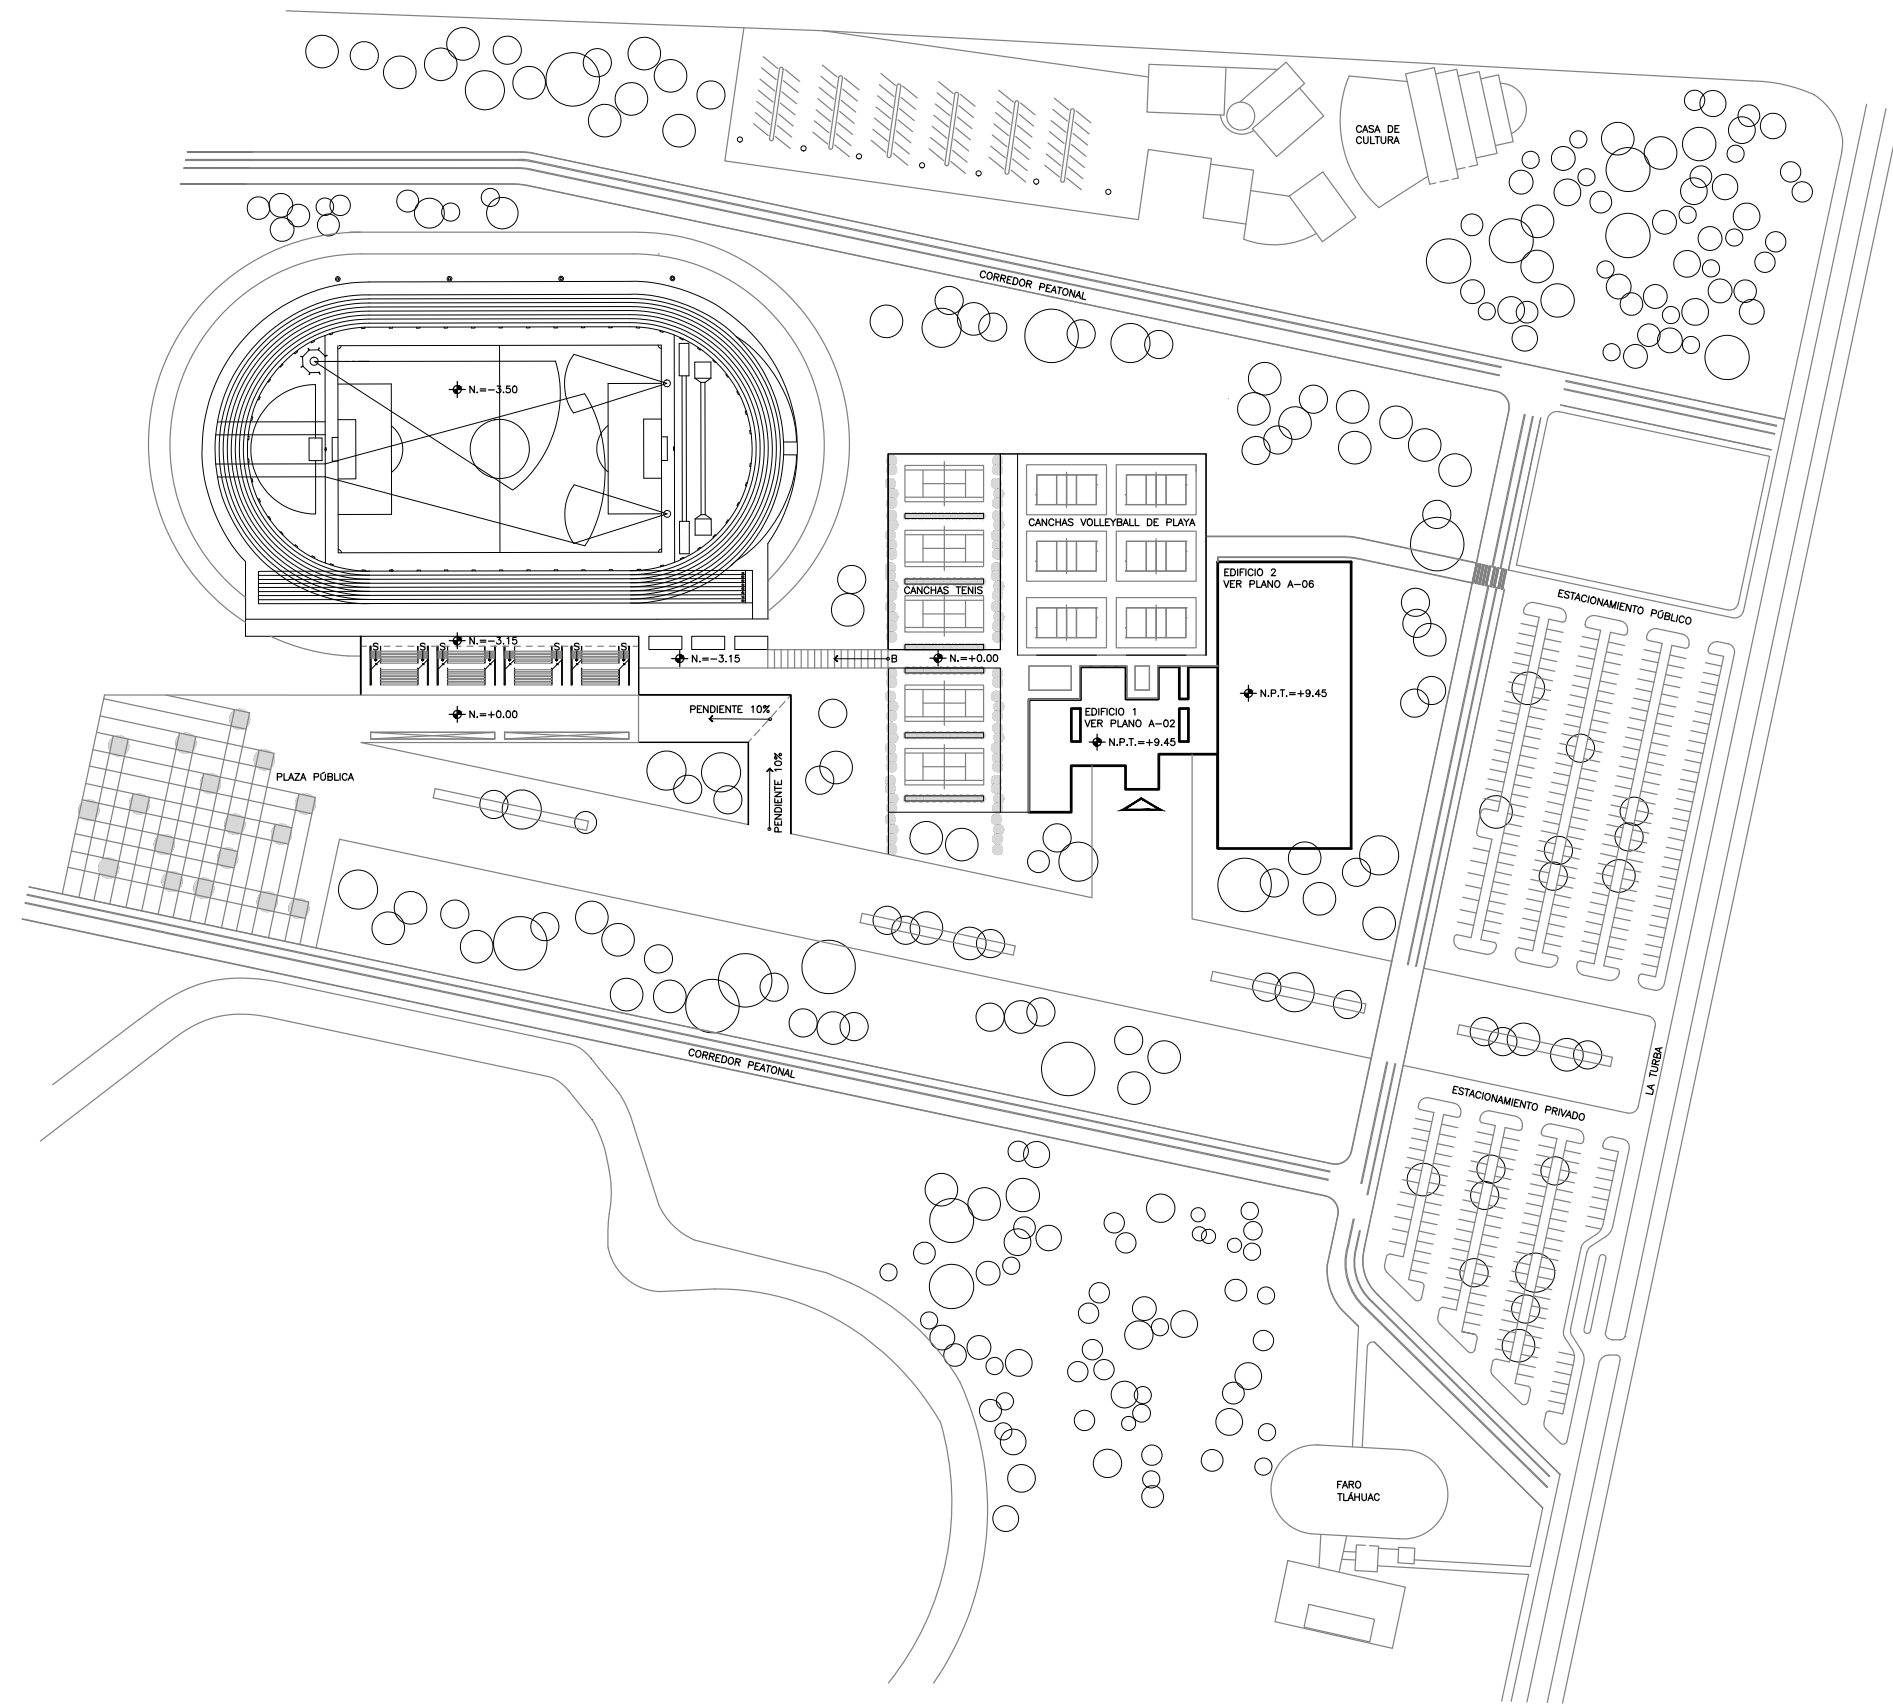 CASA DE
CULTURA
CORREDOR PEATONAL
N.=-3.50
CANCHAS VOLLEYBALL DE PLAYA
EDIFICIO 2
VER PLANO A-06
CANCHAS TENIS
ESTACIONAMIENTO PÚBLICO
S
S
S
S
S
S
N.=-3.15
N.=-3.15
B
N.=+0.00
N.P.T.=+9.45
PENDIENTE 10%
N.=+0.00
EDIFICIO 1
VER PLANO A-02
N.P.T.=+9.45
PLAZA PÚBLICA
PENDIENTE 10%
CORREDOR PEATONAL
LA TURBA
ESTACIONAMIENTO PRIVADO
FARO
TLÁHUAC